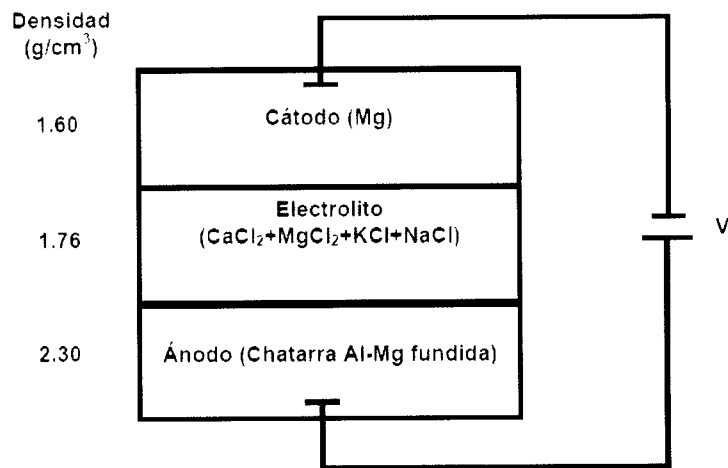 Densidad
(g/cm³)
1.60
Cátodo (Mg)
Electrolito
1.76
(CaCl₂+MgCl₂+KCl+NaCl)
V
2.30
Ánodo (Chatarra Al-Mg fundida)